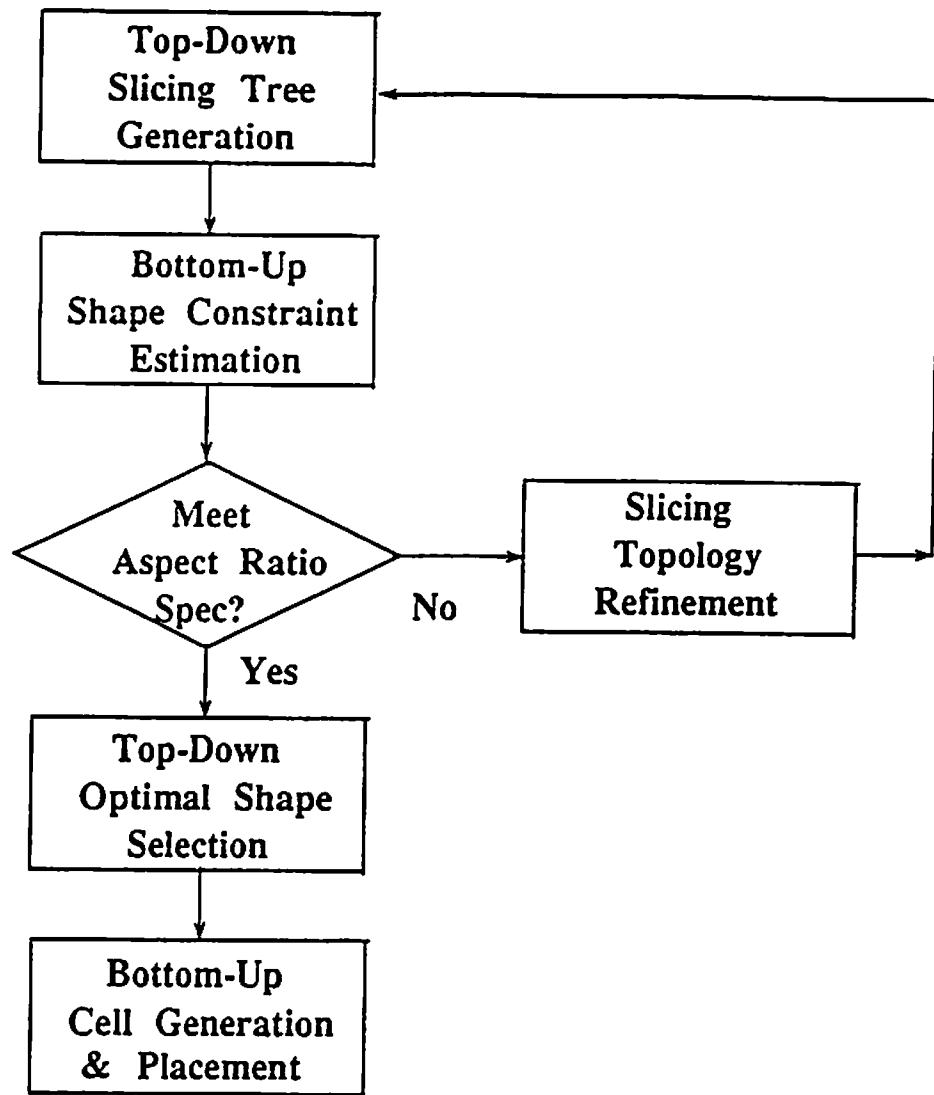 Top-Down
Slicing Tree
Generation
Bottom-Up
Shape Constraint
Estimation
Meet
Aspect Ratio
Spec?
No
Slicing
Topology
Refinement
Yes
Top-Down
Optimal Shape
Selection
Bottom-Up
Cell Generation
& Placement